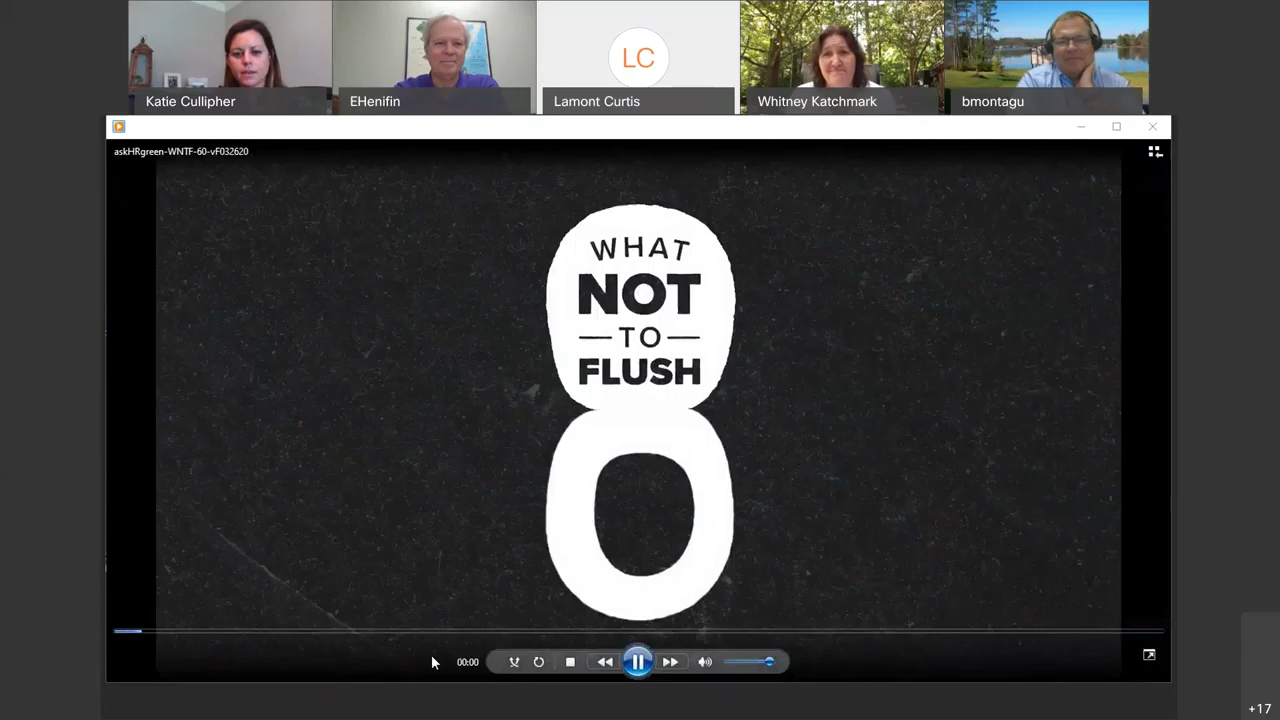 LC
Katie Cullipher
EHenifin
Lamont Curtis
Whitney Katchmark
bmontagu
askHRgreen-WNTF-60-vF032620
WHAT
NOT
TO
FLUSH
00:00
+17